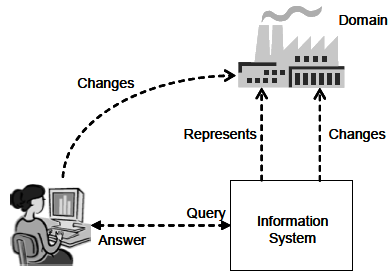 Domain
Changes
Represents
Changes
Query
Answer
Information
System